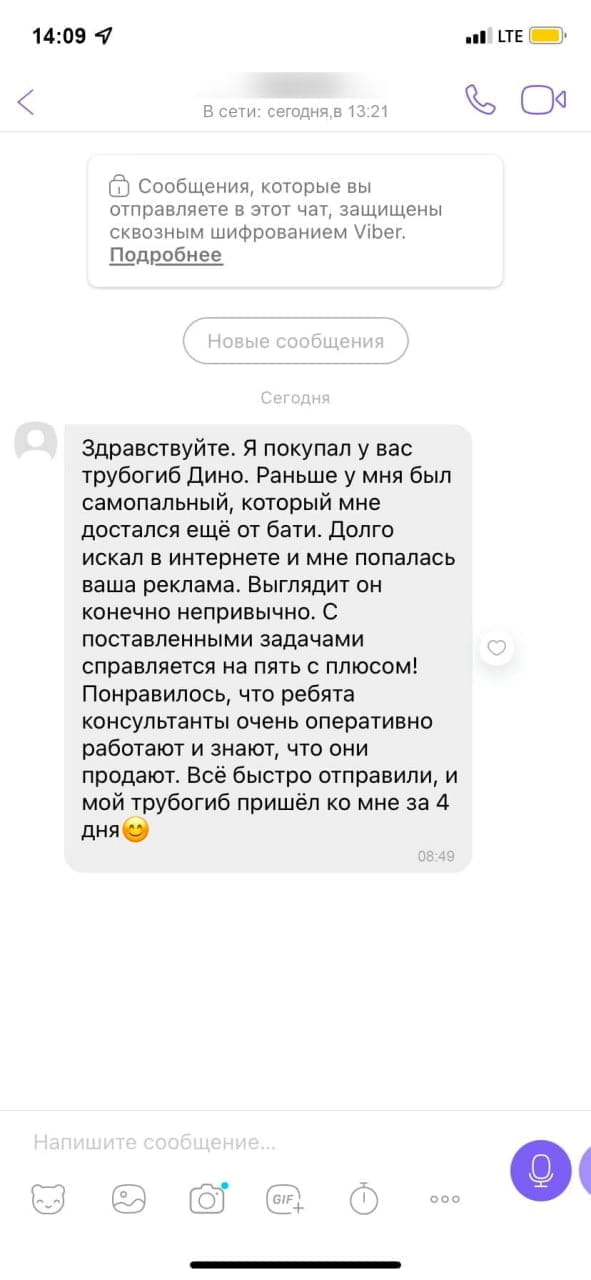 14:09
LTE
В сети: сегодня,в 13:21
Сообщения, которые вы
отправляете в этот чат, защищены
сквозным шифрованием Viber.
Подробнее
Новые сообщения
Сегодня
Здравствуйте. Я покупал у вас
трубогиб Дино. Раньше у мня был
самопальный, который мне
достался ещё от бати. Долго
искал в интернете и мне попалась
ваша реклама. Выглядит он
конечно непривычно. С
поставленными задачами
справляется на пять с плюсом!
Понравилось, что ребята
консультанты очень оперативно
работают и знают, что они
продают. Всё быстро отправили, и
мой трубогиб пришёл ко мне за 4
дня😊
08:49
Напишите сообщение...
GIF